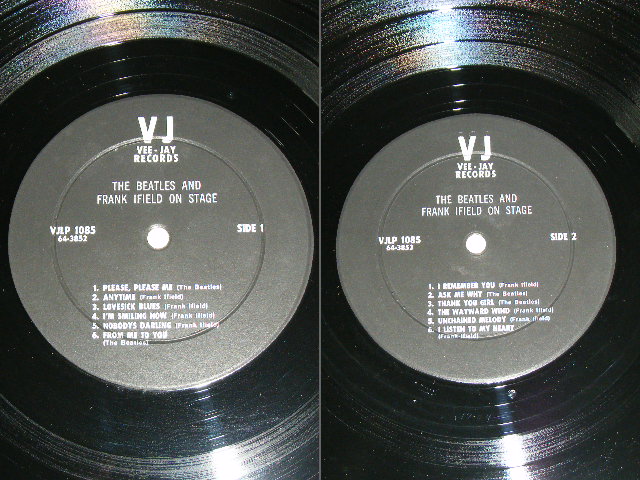 VJ
VEE-JAY
RECORDS
THE BEATLES AND
FRANK IFIELD ON STAGE
VJLP 1085
64-3852
SIDE 1
1. PLEASE, PLEASE ME (The Beatles)
2. ANYTIME (Frank Ifield)
3. LOVESICK BLUES (Frank Ifield)
4. I'M SMILING NOW (Frank Ifield)
5. NOBODYS DARLING (Frank Ifield)
6. FROM ME TO YOU
(The Beatles)
VJ
VEE-JAY
RECORDS
THE BEATLES AND
FRANK IFIELD ON STAGE
VJLP 1085
64-3853
SIDE 2
1. I REMEMBER YOU (Frank Ifield)
2. ASK ME WHY (The Beatles)
3. THANK YOU GIRL (The Beatles)
4. THE WAYWARD WIND (Frank Ifield)
5. UNCHAINED MELODY (Frank Ifield)
6. I LISTEN TO MY HEART
(Frank Ifield)